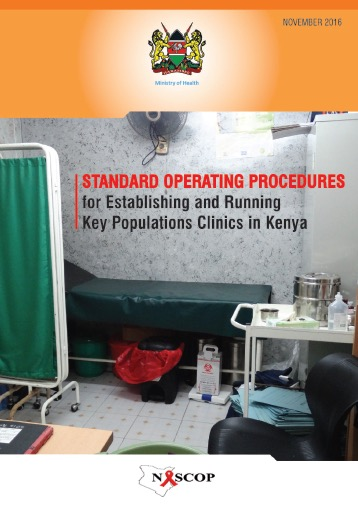 NOVEMBER 2016
Ministry of Health
STANDARD OPERATING PROCEDURES
for Establishing and Running
Key Populations Clinics in Kenya
NASCOP